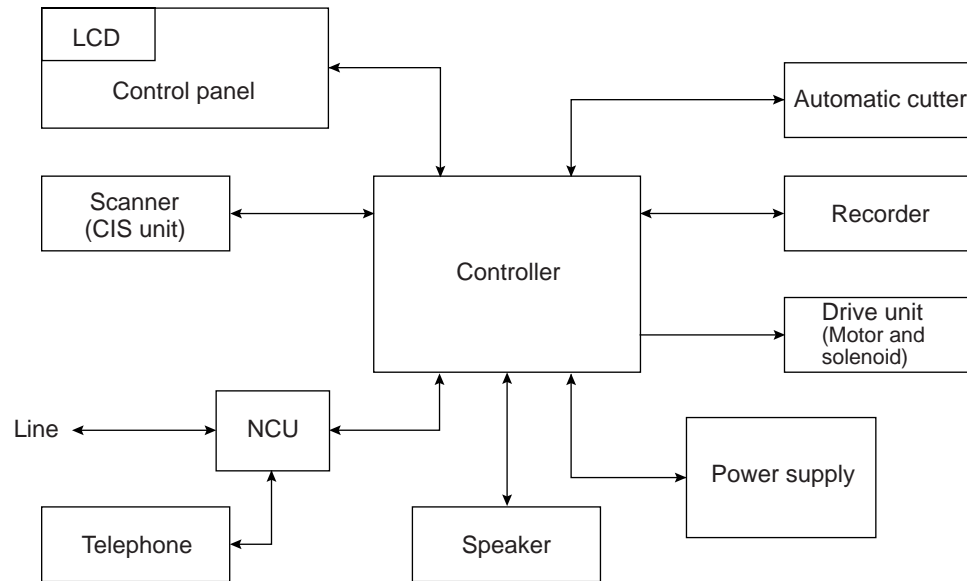 LCD
Control panel
Automatic cutter
Scanner
(CIS unit)
Recorder
Controller
Drive unit
(Motor and
solenoid)
Line
NCU
Power supply
Telephone
Speaker